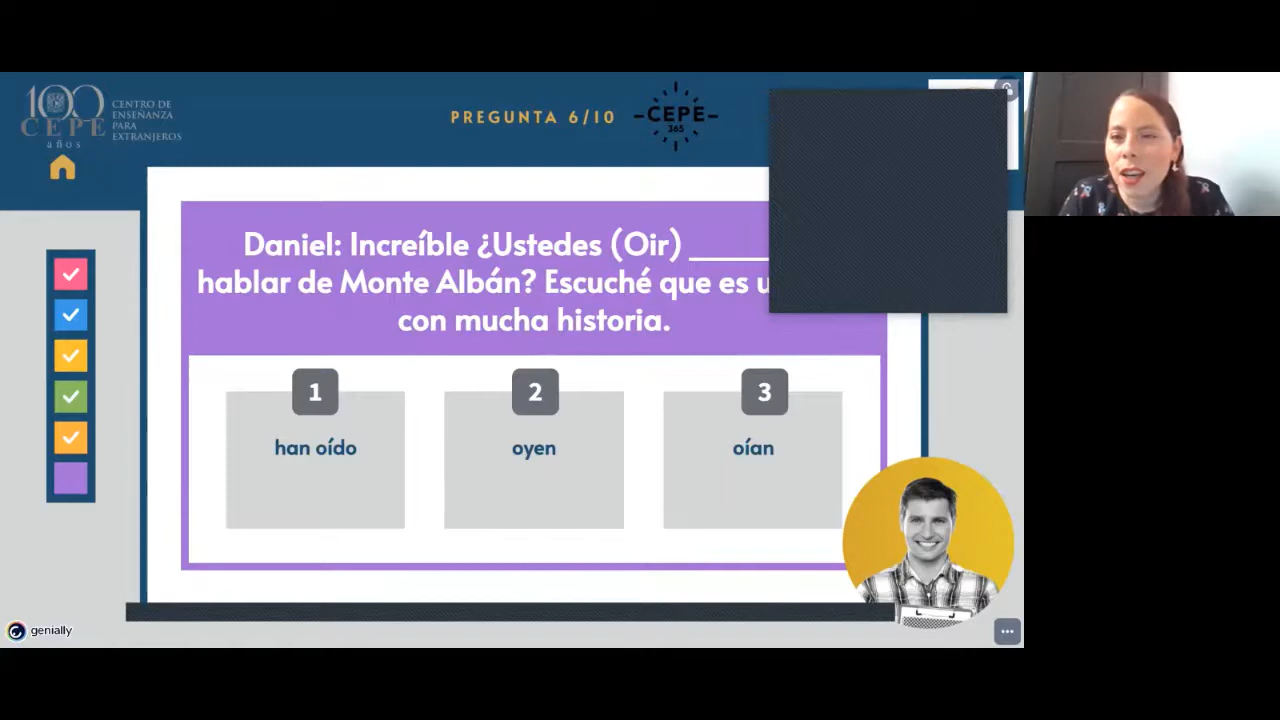 100
CEPE
años
CENTRO DE
ENSEÑANZA
PARA
EXTRANJEROS
PREGUNTA 6/10
CEPE
365
Daniel: Increíble ¿Ustedes (Oir) _____
hablar de Monte Albán? Escuché que es
con mucha historia.
1
han oído
2
oyen
3
oían
genially